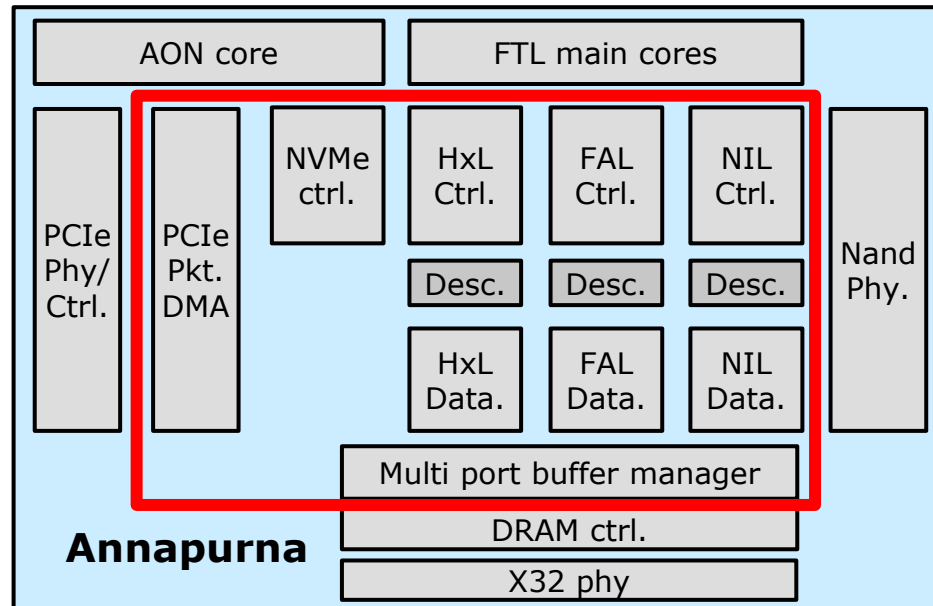 AON core
FTL main cores
PCIe
Phy/
Ctrl.
PCIe
Pkt.
DMA
NVMe
ctrl.
HxL
Ctrl.
FAL
Ctrl.
NIL
Ctrl.
Nand
Phy.
Desc.
Desc.
Desc.
HxL
Data.
FAL
Data.
NIL
Data.
Multi port buffer manager
DRAM ctrl.
Annapurna
X32 phy